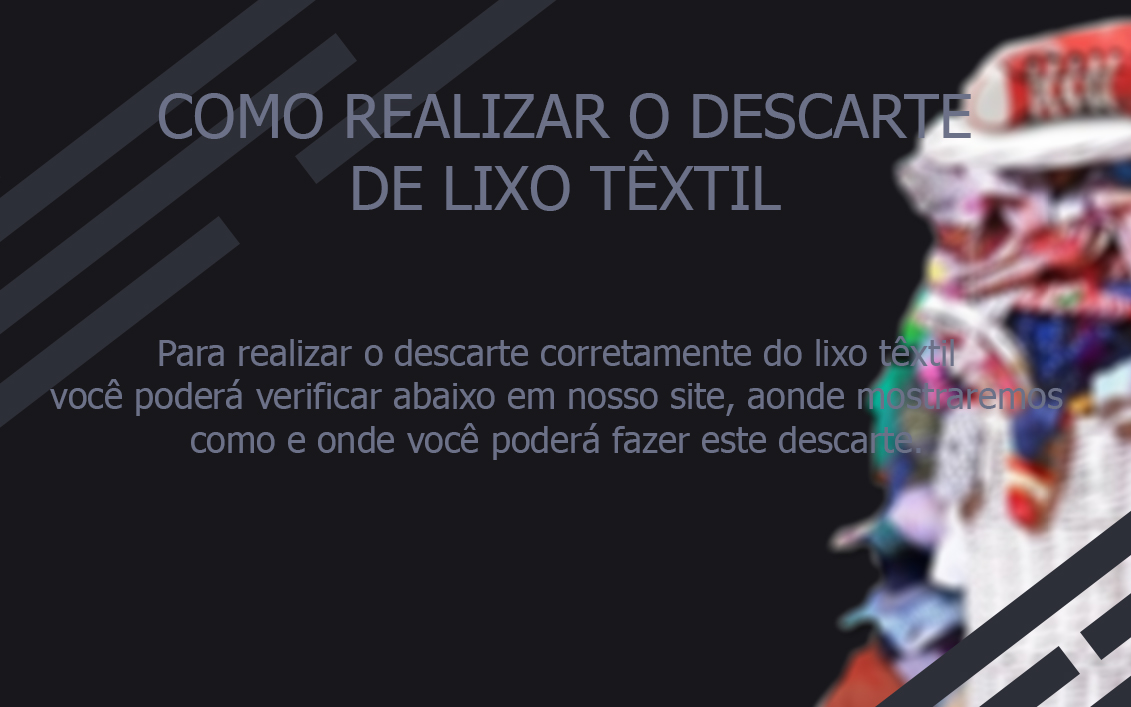 COMO REALIZAR O DESCARTE
DE LIXO TÊXTIL
Para realizar o descarte corretamente do lixo têxtil
você poderá verificar abaixo em nosso site, aonde mostraremos
como e onde você poderá fazer este descarte.